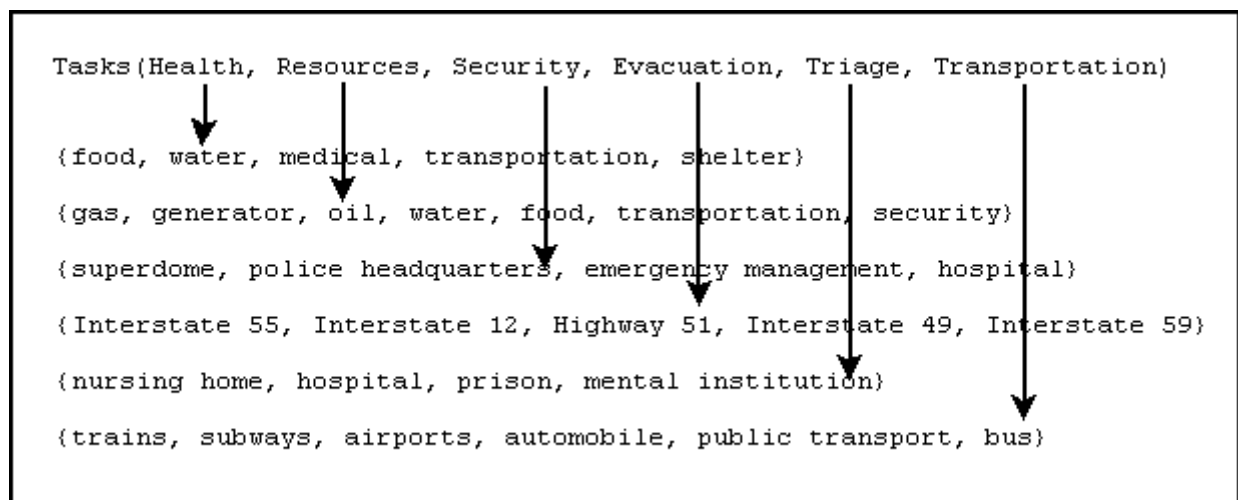 Tasks(Health, Resources, Security, Evacuation, Triage, Transportation)
{food, water, medical, transportation, shelter}
{gas, generator, oil, water, food, transportation, security}
{superdome, police headquarters, emergency management, hospital}
{Interstate 55, Interstate 12, Highway 51, Interstate 49, Interstate 59}
{nursing home, hospital, prison, mental institution}
{trains, subways, airports, automobile, public transport, bus}